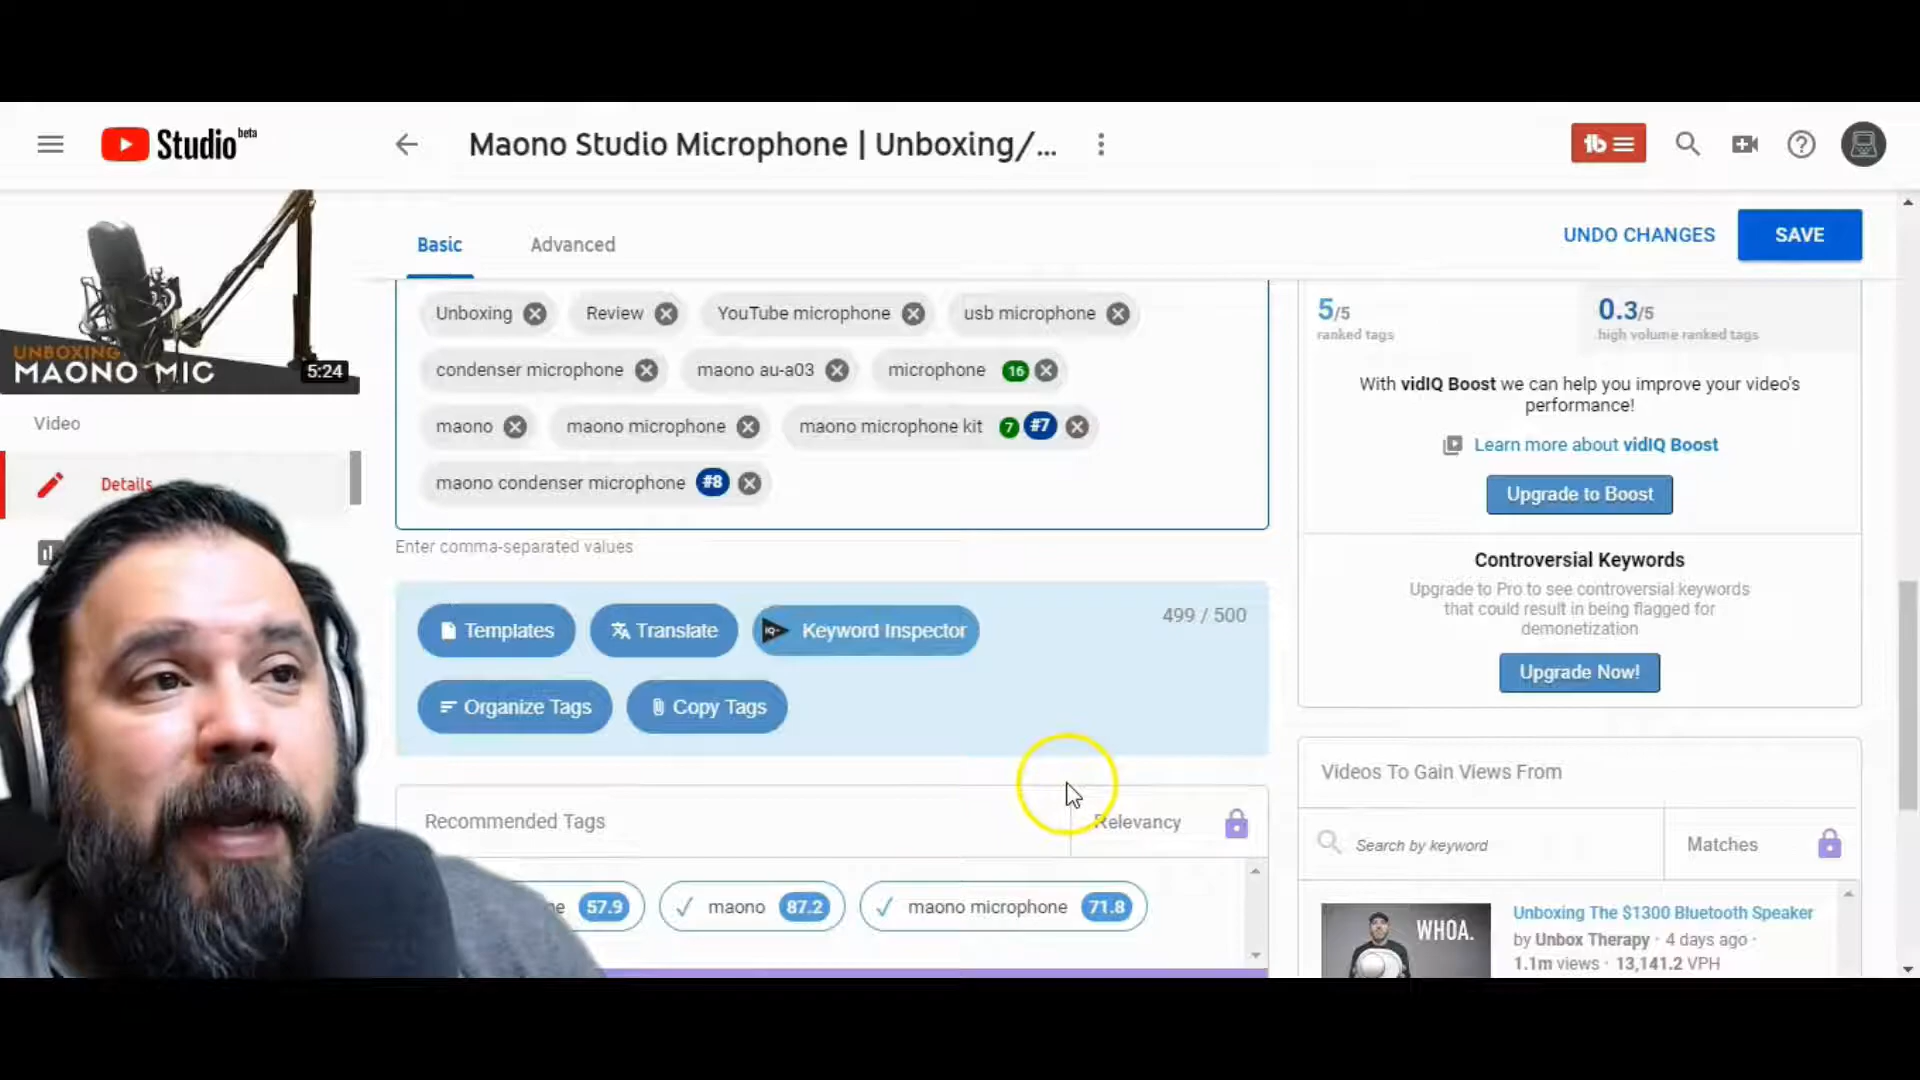 Studio beta
Maono Studio Microphone | Unboxing/...
tb
Basic
Advanced
UNDO CHANGES
SAVE
UNBOXING
MAONO MIC
5:24
Video
Details
Unboxing
Review
YouTube microphone
usb microphone
condenser microphone
maono au-a03
microphone 16
maono
maono microphone
maono microphone kit 7 #7
maono condenser microphone #8
Enter comma-separated values
Templates
Translate
Keyword Inspector
499 / 500
Organize Tags
Copy Tags
Recommended Tags
Relevancy
ne 57.9
maono 87.2
maono microphone 71.8
5/5
ranked tags
0.3/5
high volume ranked tags
With vidIQ Boost we can help you improve your video's
performance!
Learn more about vidIQ Boost
Upgrade to Boost
Controversial Keywords
Upgrade to Pro to see controversial keywords
that could result in being flagged for
demonetization
Upgrade Now!
Videos To Gain Views From
Search by keyword
Matches
WHOA.
Unboxing The $1300 Bluetooth Speaker
by Unbox Therapy · 4 days ago ·
1.1m views · 13,141.2 VPH